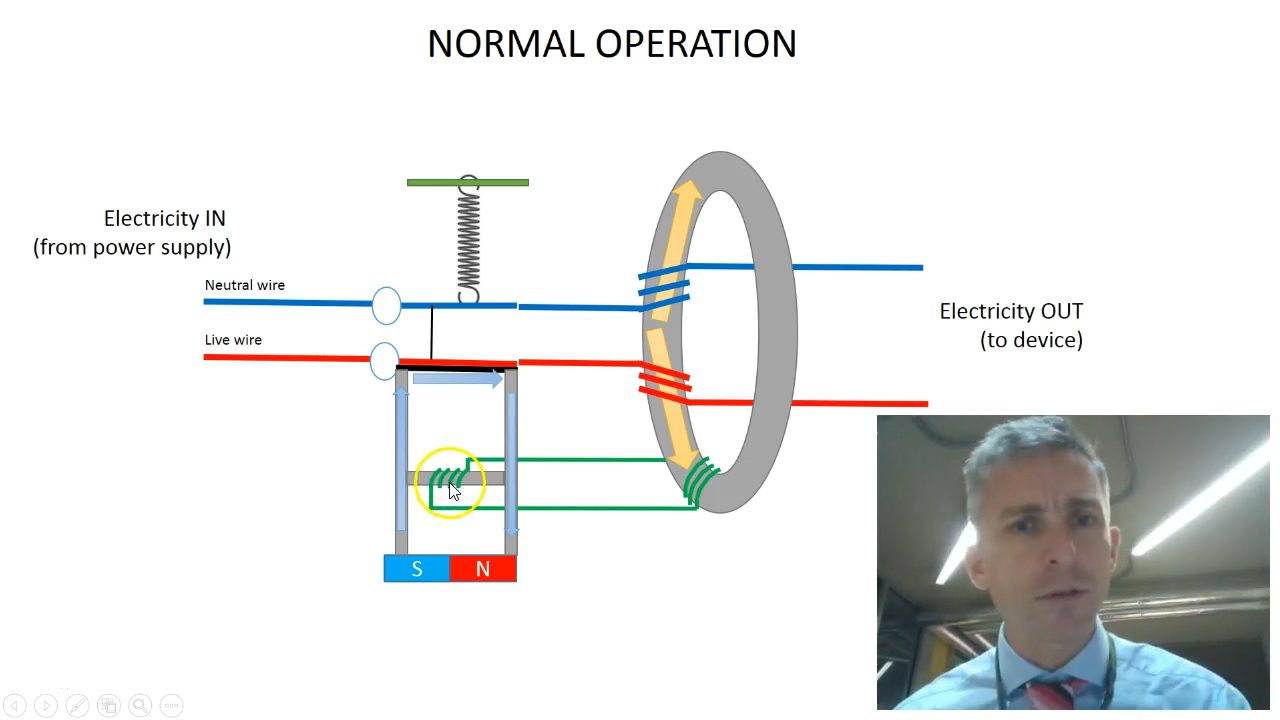 NORMAL OPERATION
Electricity IN
(from power supply)
Neutral wire
Live wire
Electricity OUT
(to device)
S N